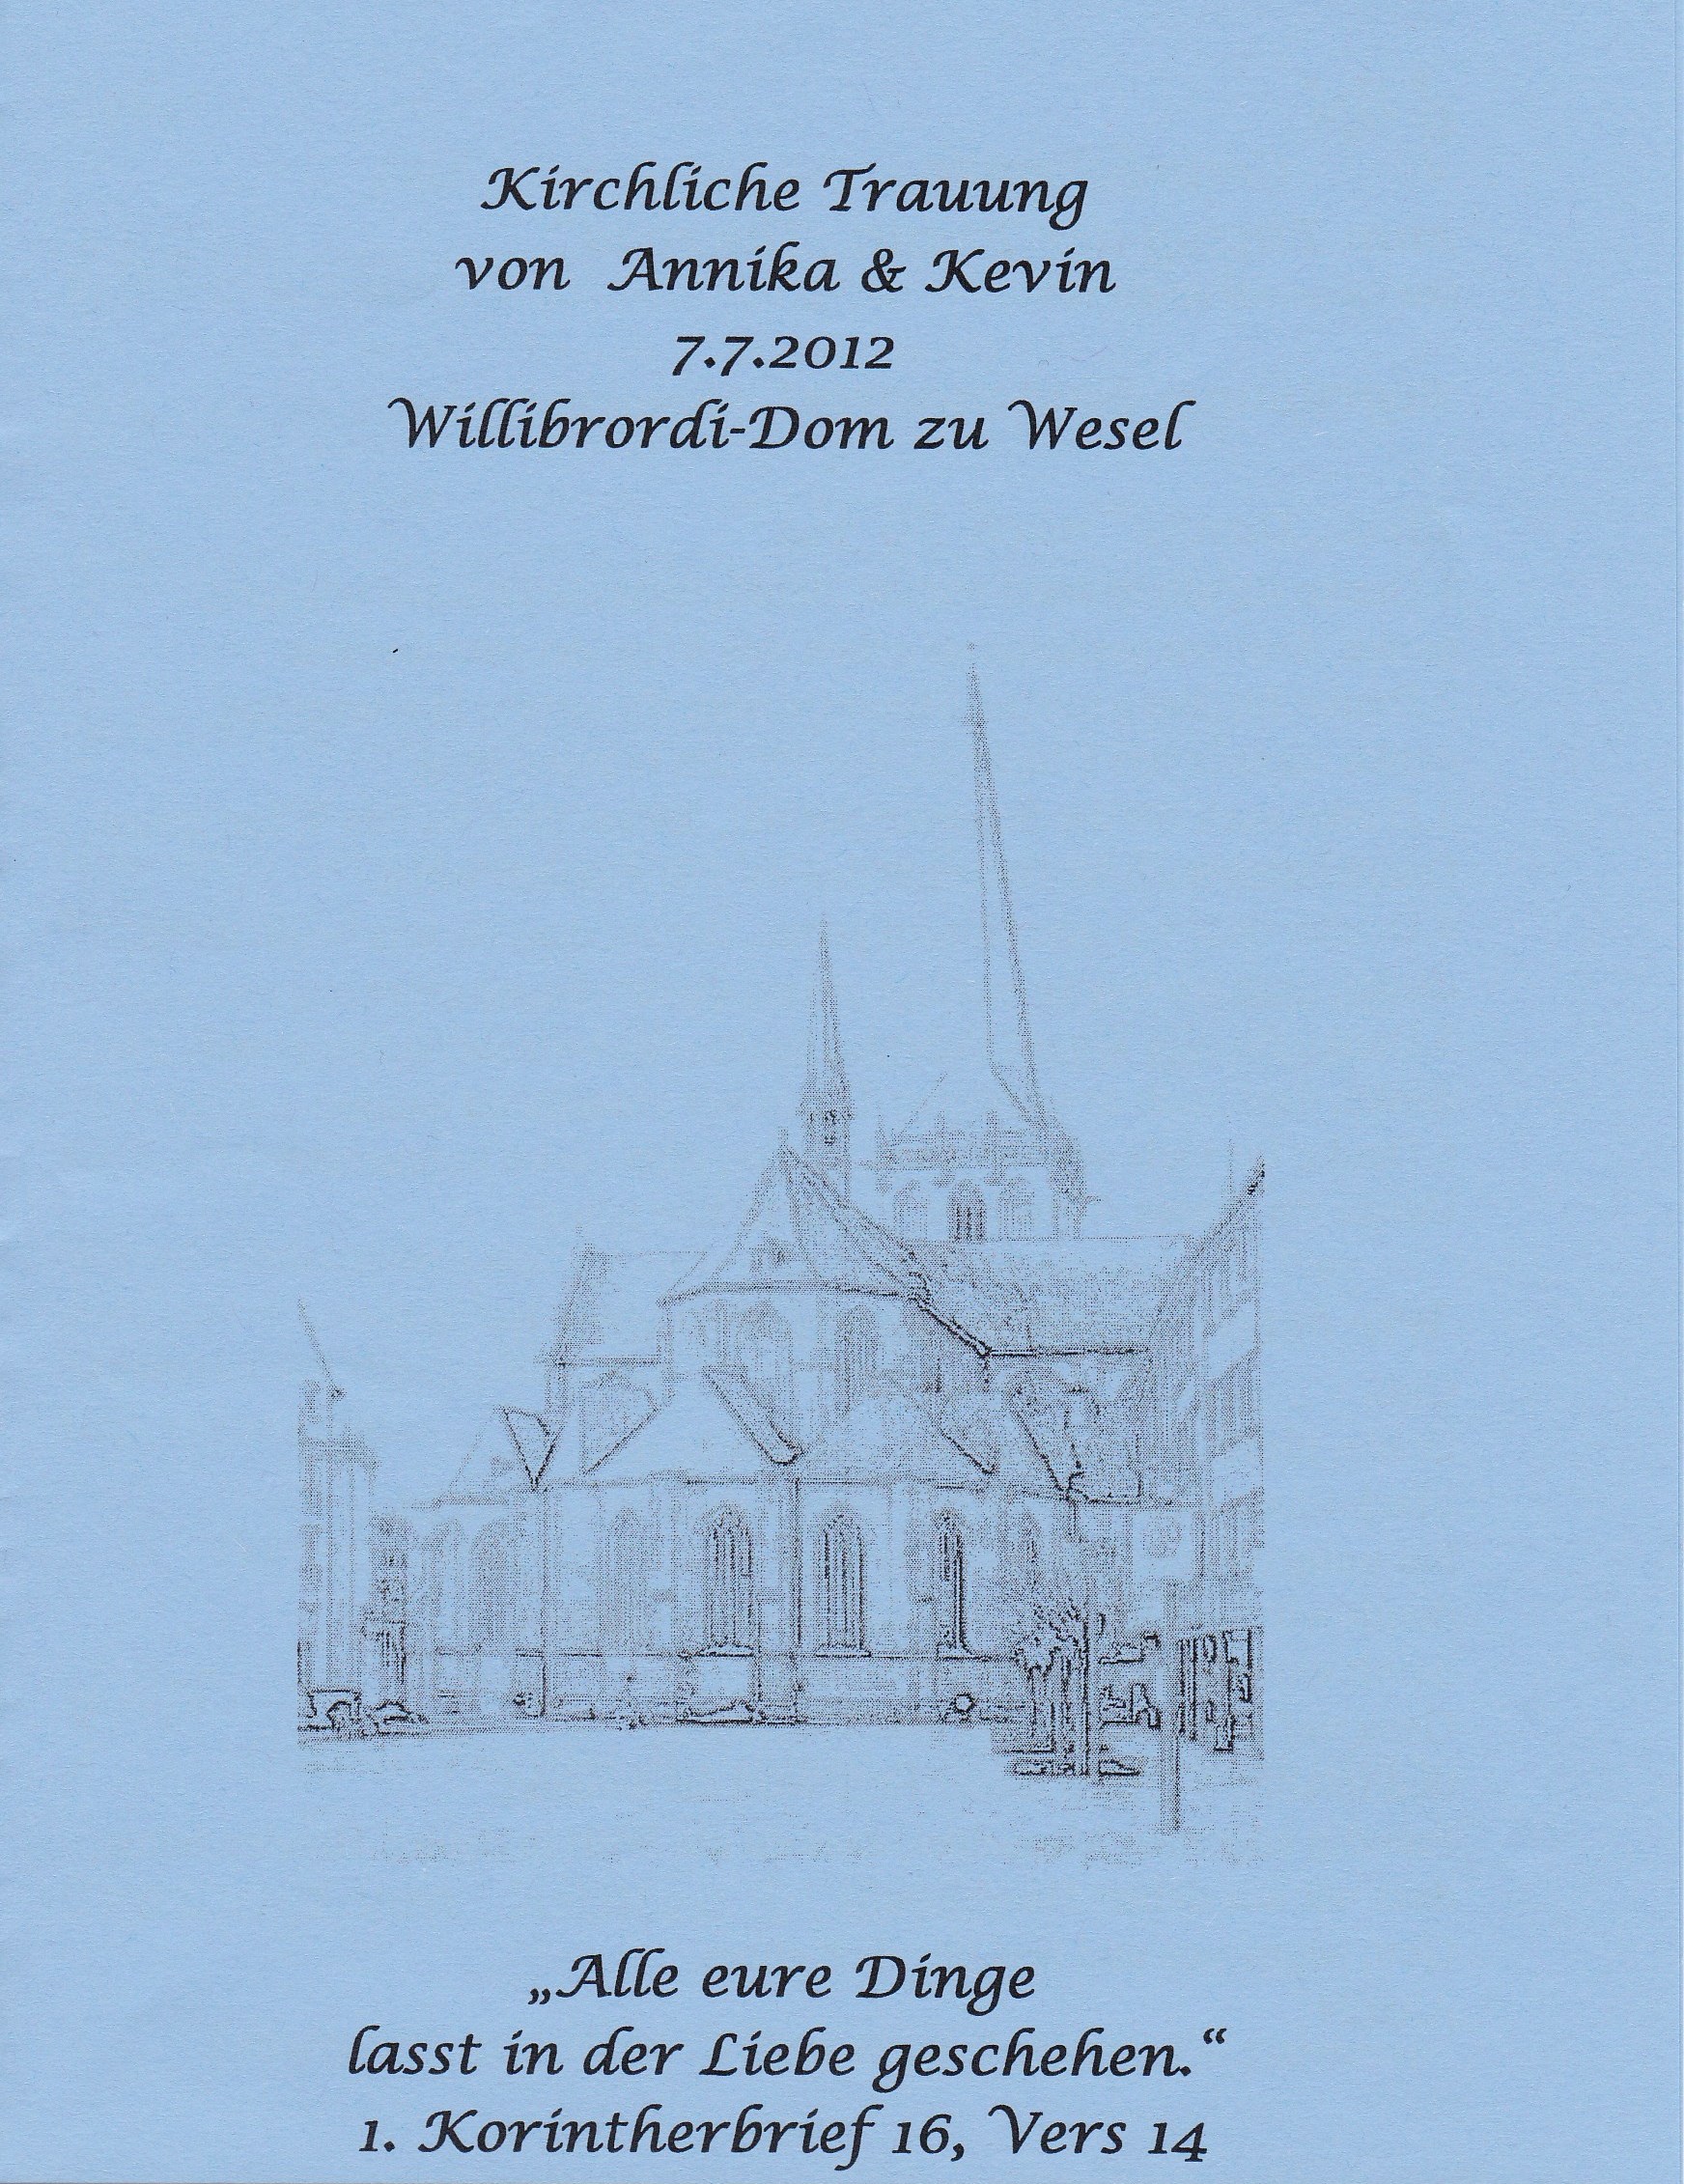 Kirchliche Trauung
von Annika & Kevin
7.7.2012
Willibrordi-Dom zu Wesel
„Alle eure Dinge
lasst in der Liebe geschehen.“
1. Korintherbrief 16, Vers 14